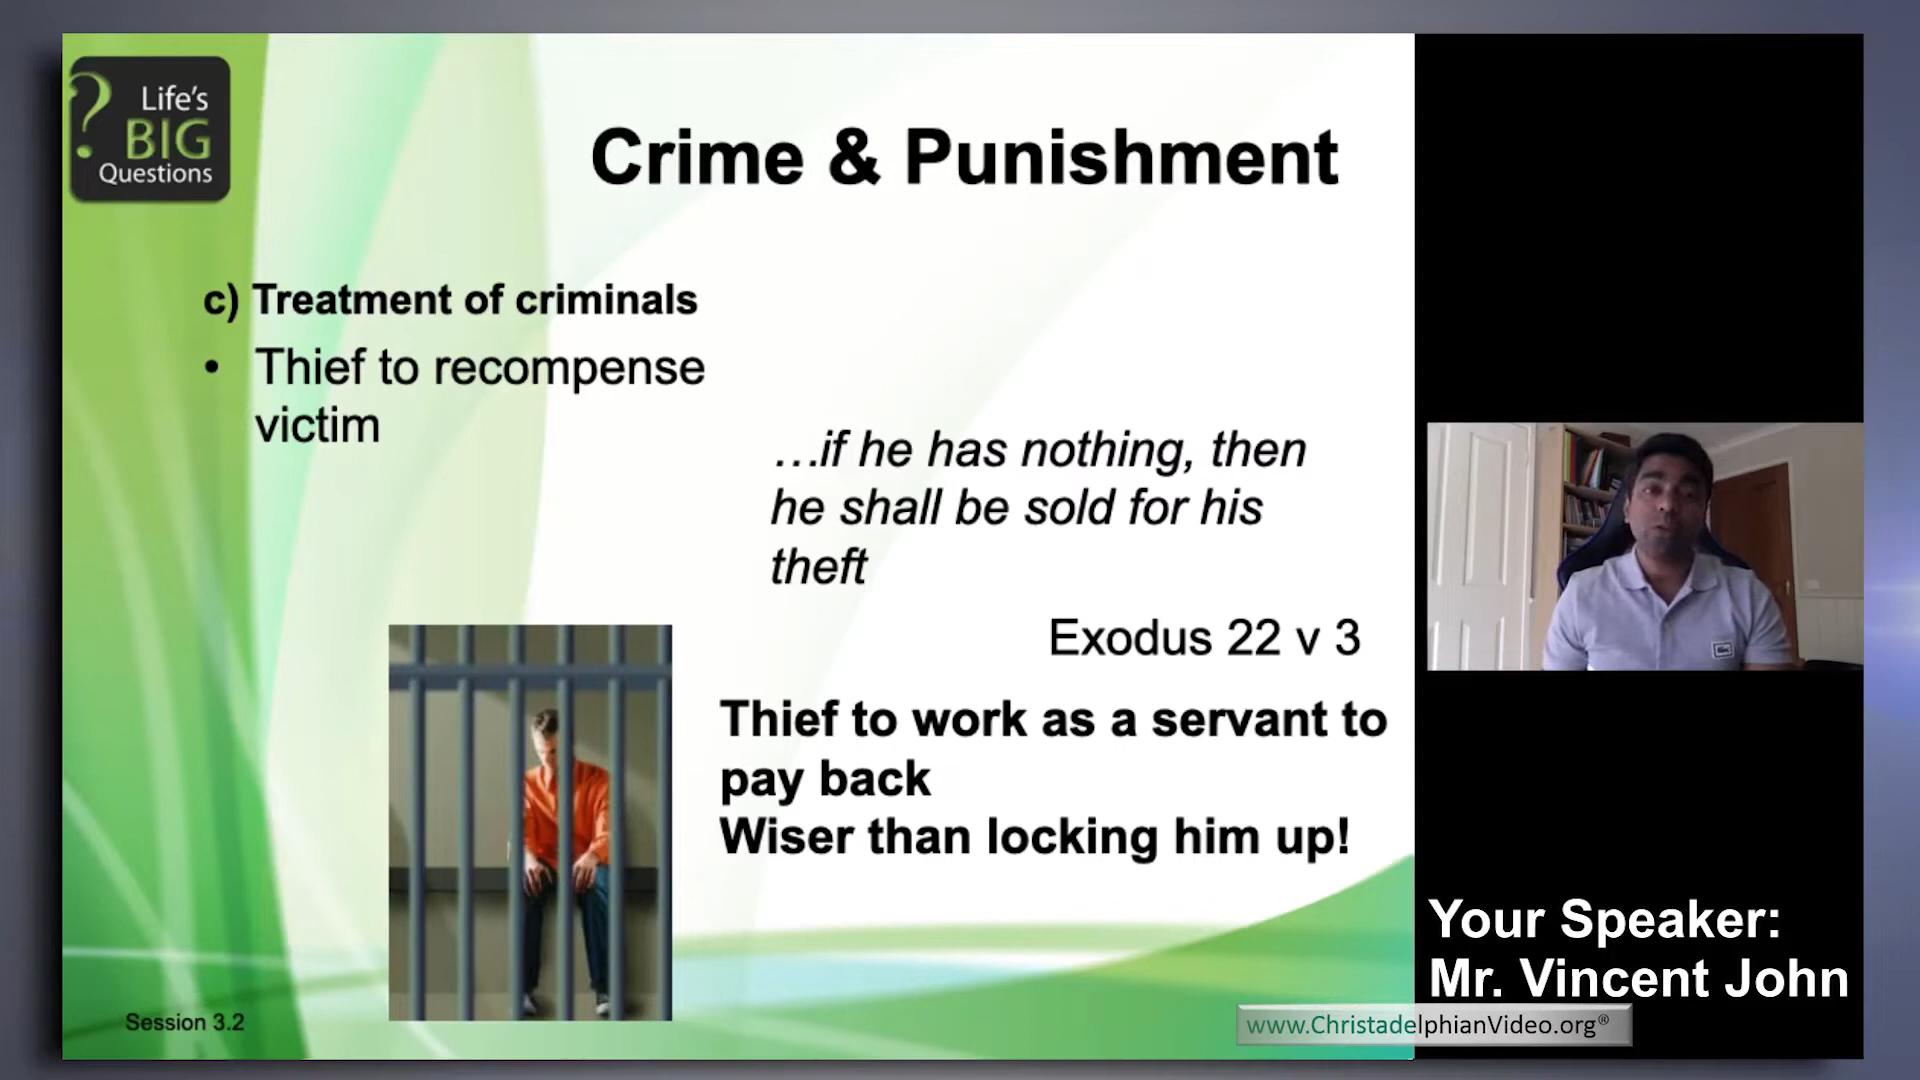 ?
Life's
BIG
Questions
Crime & Punishment
c) Treatment of criminals
• Thief to recompense
victim
…if he has nothing, then
he shall be sold for his
theft
Exodus 22 v 3
Thief to work as a servant to
pay back
Wiser than locking him up!
Session 3.2
Your Speaker:
Mr. Vincent John
www.ChristadelphianVideo.org®